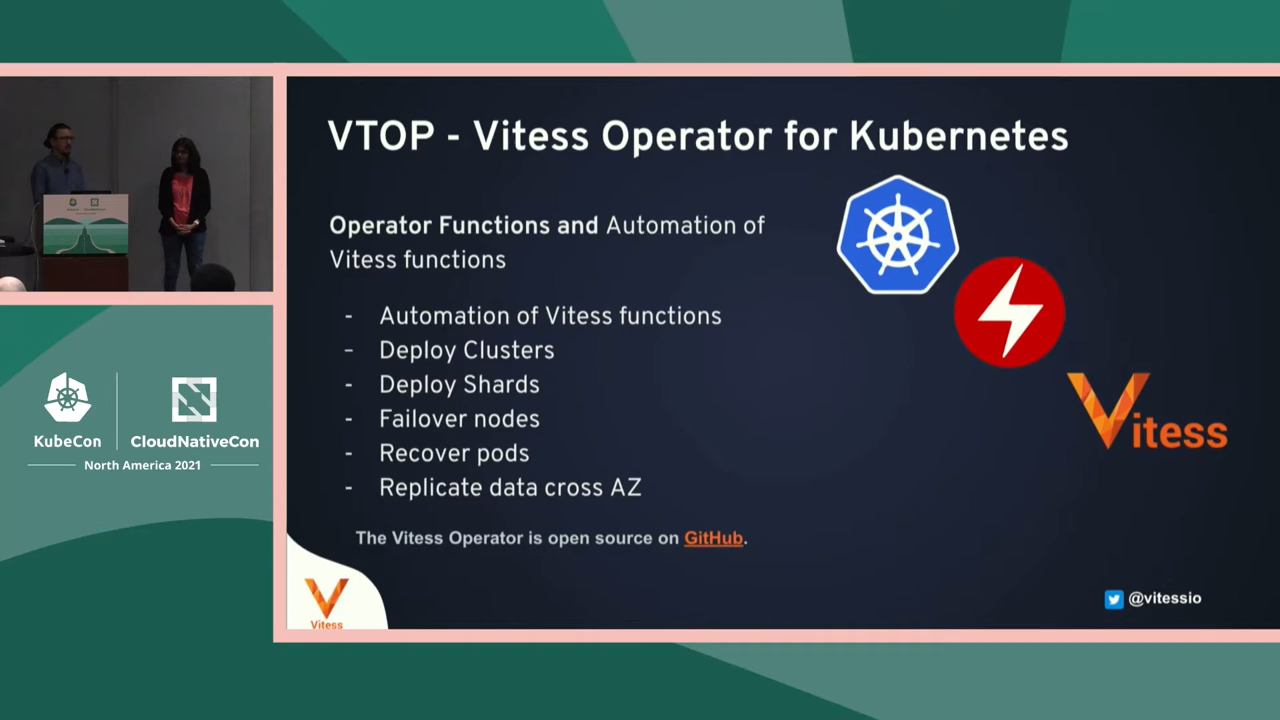 VTOP - Vitess Operator for Kubernetes
Operator Functions and Automation of
Vitess functions
- Automation of Vitess functions
- Deploy Clusters
- Deploy Shards
- Failover nodes
- Recover pods
- Replicate data cross AZ
The Vitess Operator is open source on GitHub.
Vitess
@vitessio
Vitess
KubeCon
CloudNativeCon
North America 2021